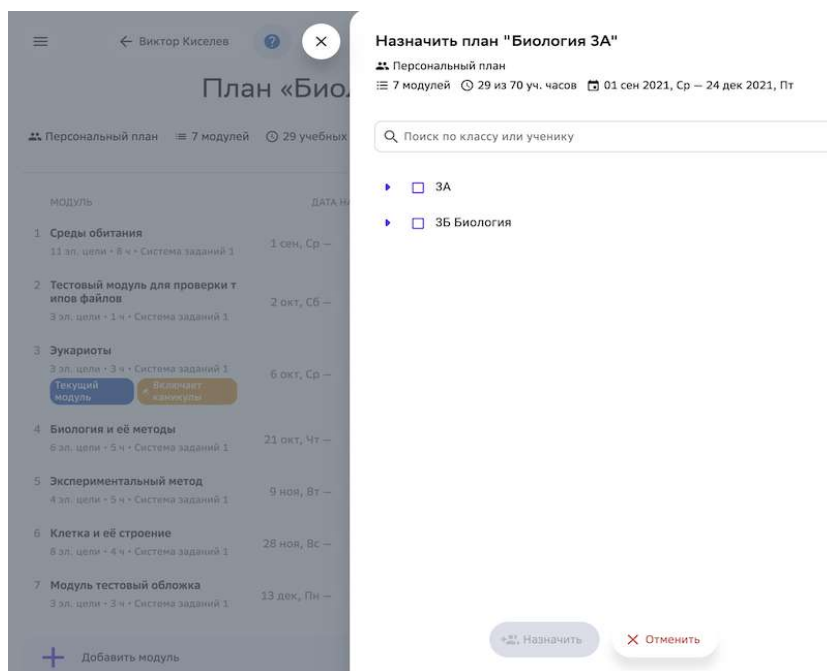 Виктор Киселев
?
План «Био
Персональный план 7 модулей 29 учебных
МОДУЛЬ ДАТА НА
1 Среды обитания
11 эл. цели • 8 ч • Система заданий 1
1 сен, Ср —
2 Тестовый модуль для проверки т
ипов файлов
3 эл. цели • 1 ч • Система заданий 1
2 окт, Сб —
3 Эукариоты
3 эл. цели • 3 ч • Система заданий 1
Текущий
модуль
Включает
каникулы
6 окт, Ср —
4 Биология и её методы
6 эл. цели • 5 ч • Система заданий 1
21 окт, Чт —
5 Экспериментальный метод
4 эл. цели • 5 ч • Система заданий 1
9 ноя, Вт —
6 Клетка и её строение
6 эл. цели • 4 ч • Система заданий 1
28 ноя, Вс —
7 Модуль тестовый обложка
3 эл. цели • 3 ч • Система заданий 1
13 дек, Пн —
Добавить модуль
Назначить план "Биология 3А"
Персональный план
7 модулей 29 из 70 уч. часов 01 сен 2021, Ср — 24 дек 2021, Пт
Поиск по классу или ученику
3А
3Б Биология
Назначить Отменить